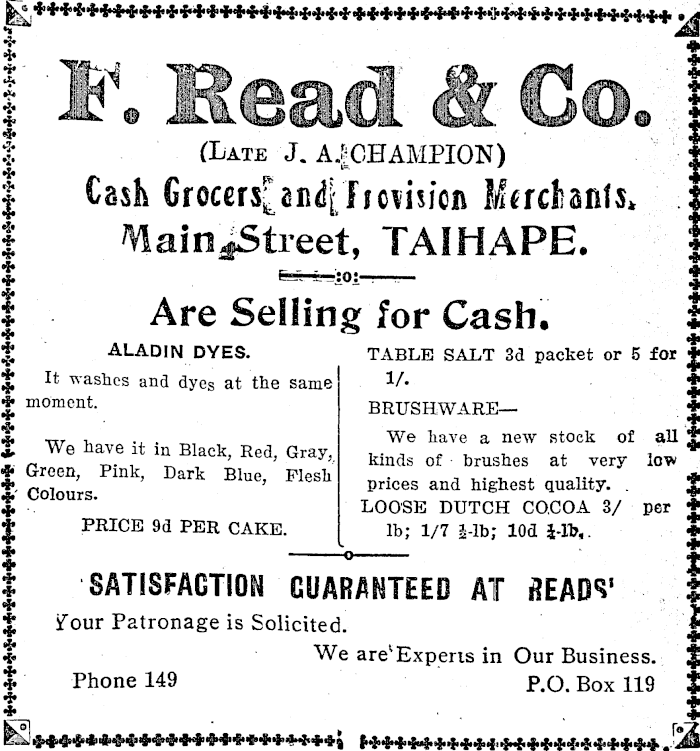 F. Read & Co.
(LATE J. A. CHAMPION)
Cash Grocers and Provision Merchants.
Main Street, TAIHAPE.
Are Selling for Cash.
ALADIN DYES.
It washes and dyes at the same
moment.
We have it in Black, Red, Gray,
Green, Pink, Dark Blue, Flesh
Colours.
PRICE 9d PER CAKE.
TABLE SALT 3d packet or 5 for
1/.
BRUSHWARE—
We have a new stock of all
kinds of brushes at very low
prices and highest quality.
LOOSE DUTCH COCOA 3/ per
lb; 1/7 ½-lb; 10d ¼-lb.
SATISFACTION GUARANTEED AT READS'
Your Patronage is Solicited.
We are Experts in Our Business.
Phone 149
P.O. Box 119